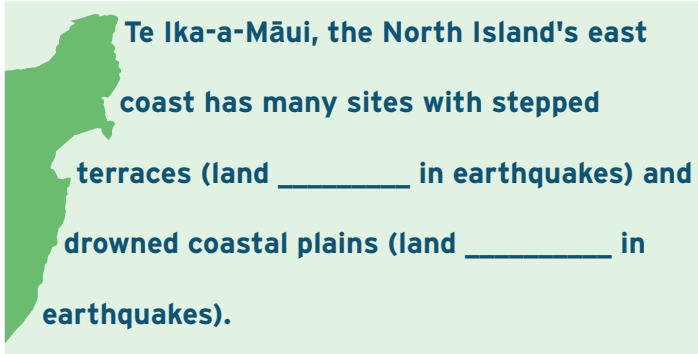 Te Ika-a-Māui, the North Island's east
coast has many sites with stepped
terraces (land _________ in earthquakes) and
drowned coastal plains (land __________ in
earthquakes).